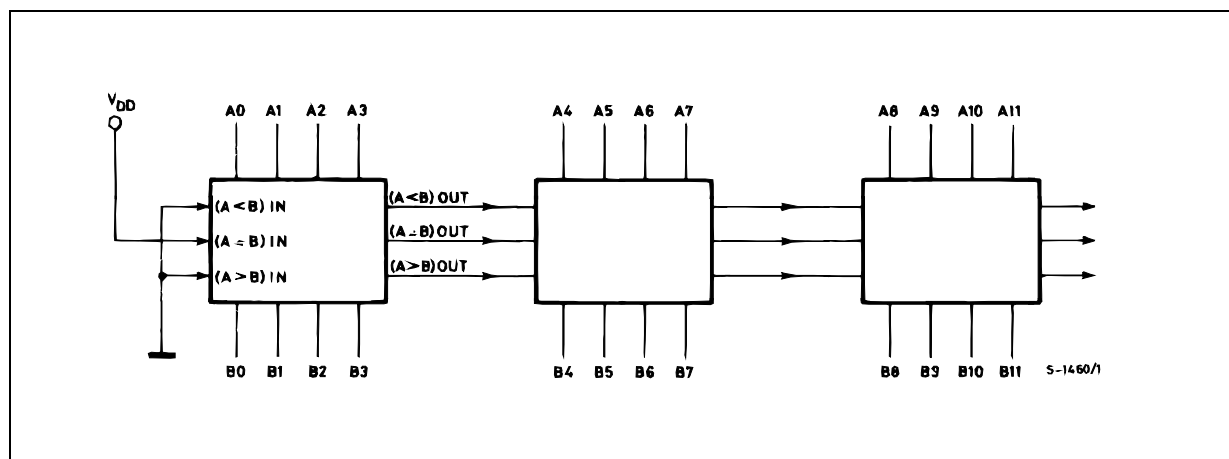 VDD
A0 A1 A2 A3
A4 A5 A6 A7
A8 A9 A10 A11
(A<B) IN
(A=B) IN
(A>B) IN
(A<B) OUT
(A=B) OUT
(A>B) OUT
B0 B1 B2 B3
B4 B5 B6 B7
B8 B9 B10 B11
S-1460/1